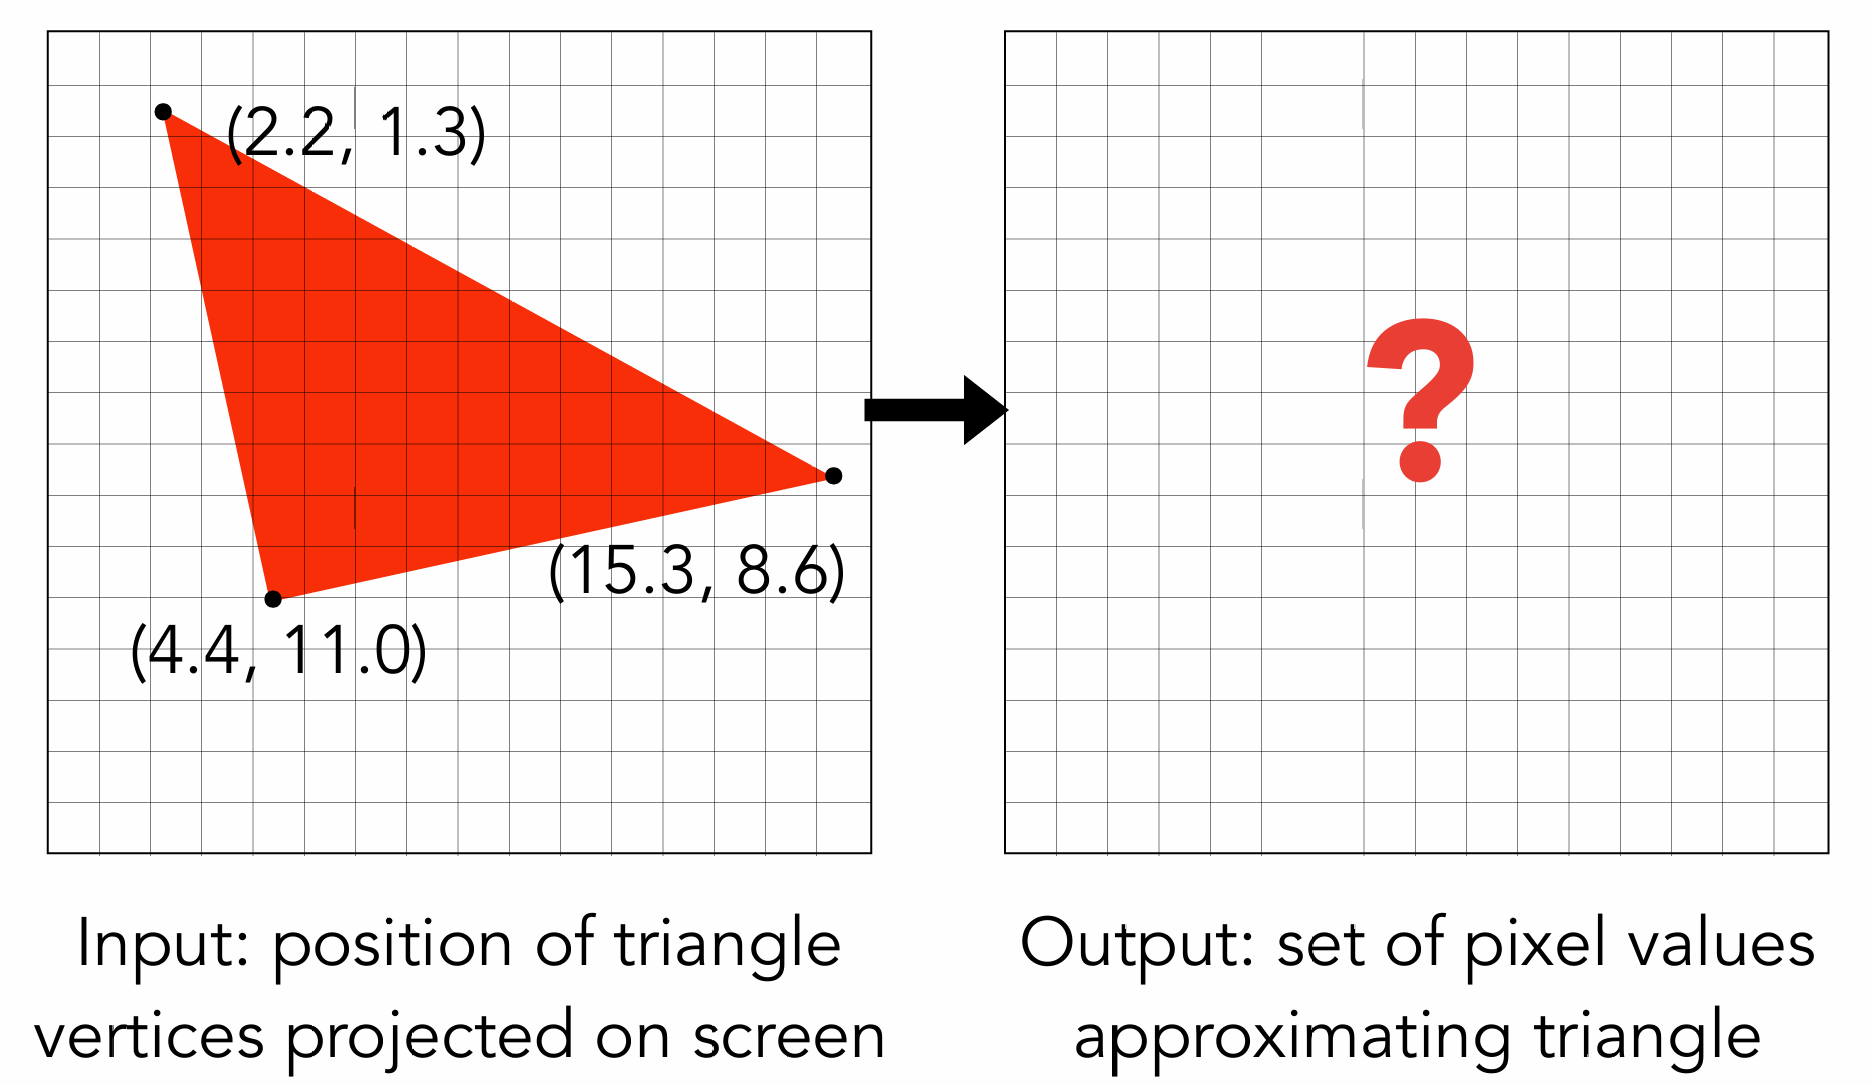 (2.2, 1.3)
?
(15.3, 8.6)
(4.4, 11.0)
Input: position of triangle
vertices projected on screen
Output: set of pixel values
approximating triangle